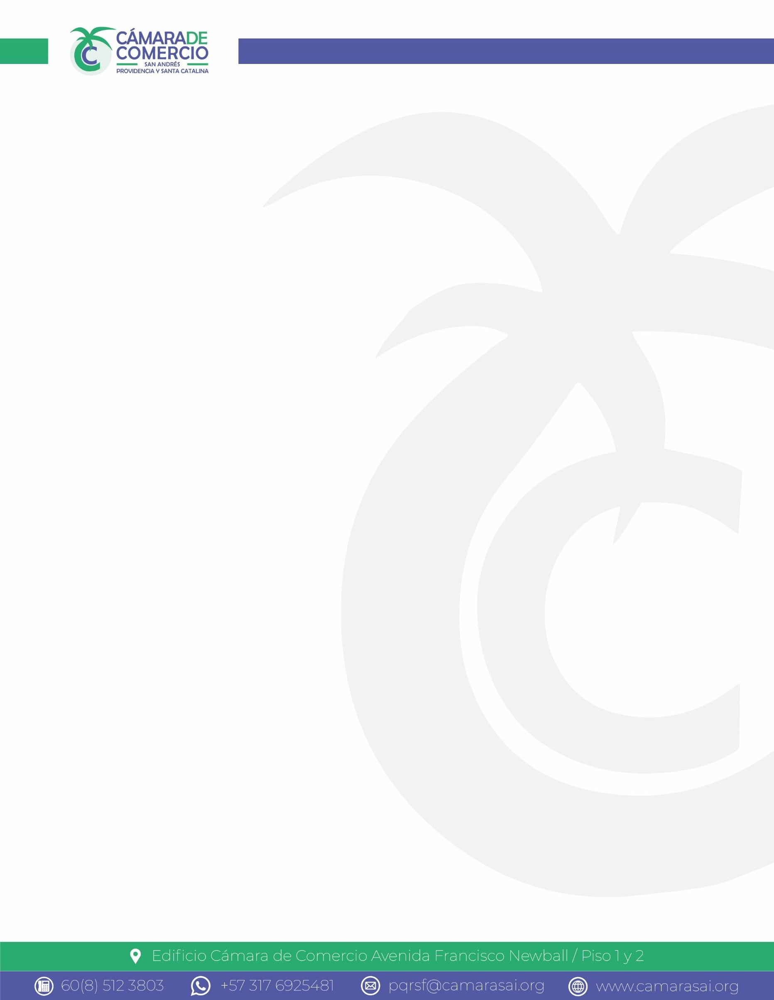 CÁMARADE
COMERCIO
SAN ANDRÉS
PROVIDENCIA Y SANTA CATALINA
Edificio Cámara de Comercio Avenida Francisco Newball / Piso 1 y 2
60(8) 512 3803 +57 317 6925481 pqrsf@camarasai.org www.camarasai.org